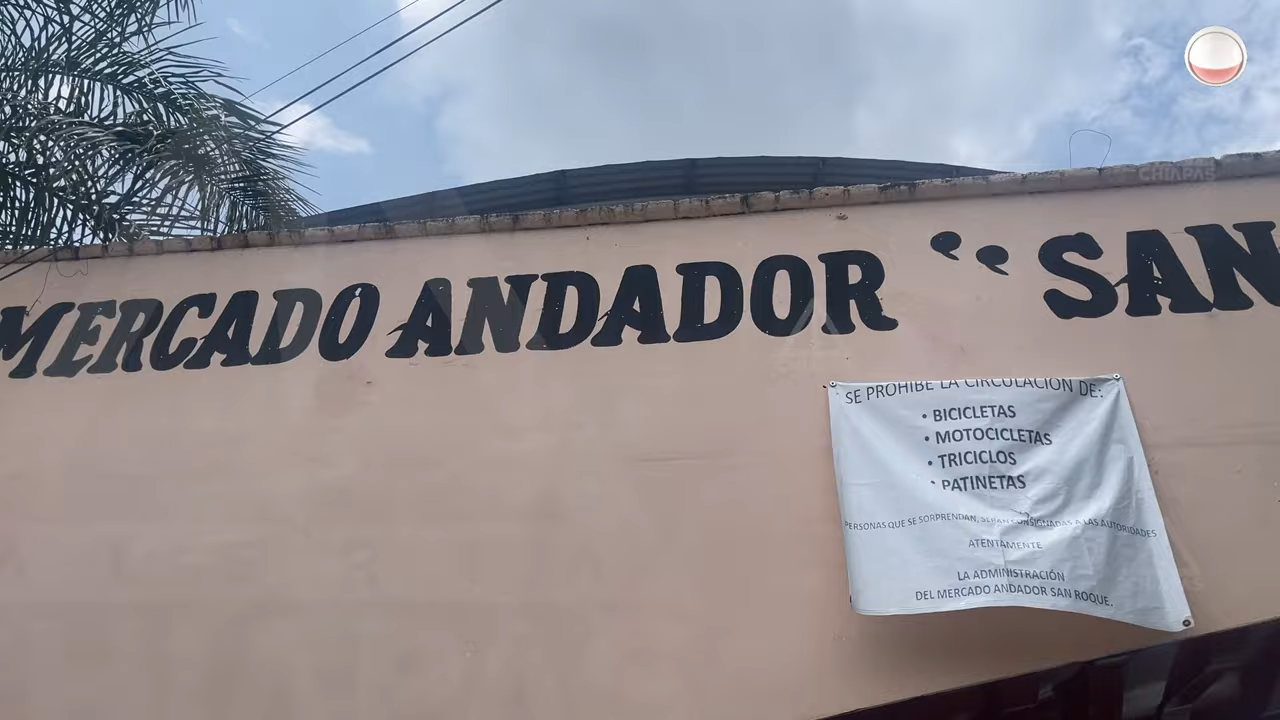 CHIAPAS
MERCADO ANDADOR “ SAN
SE PROHIBE LA CIRCULACIÓN DE:
• BICICLETAS
• MOTOCICLETAS
• TRICICLOS
• PATINETAS
PERSONAS QUE SE SORPRENDAN, SERAN CONSIGNADAS A LAS AUTORIDADES
ATENTAMENTE
LA ADMINISTRACIÓN
DEL MERCADO ANDADOR SAN ROQUE.